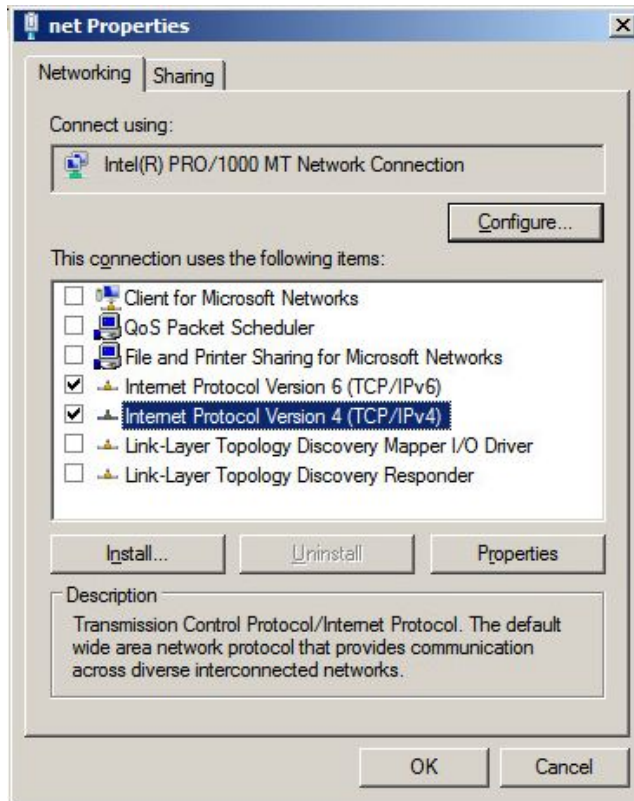 net Properties
Networking
Sharing
Connect using:
Intel(R) PRO/1000 MT Network Connection
Configure...
This connection uses the following items:
Client for Microsoft Networks
QoS Packet Scheduler
File and Printer Sharing for Microsoft Networks
Internet Protocol Version 6 (TCP/IPv6)
Internet Protocol Version 4 (TCP/IPv4)
Link-Layer Topology Discovery Mapper I/O Driver
Link-Layer Topology Discovery Responder
Install...
Uninstall
Properties
Description
Transmission Control Protocol/Internet Protocol. The default
wide area network protocol that provides communication
across diverse interconnected networks.
OK
Cancel